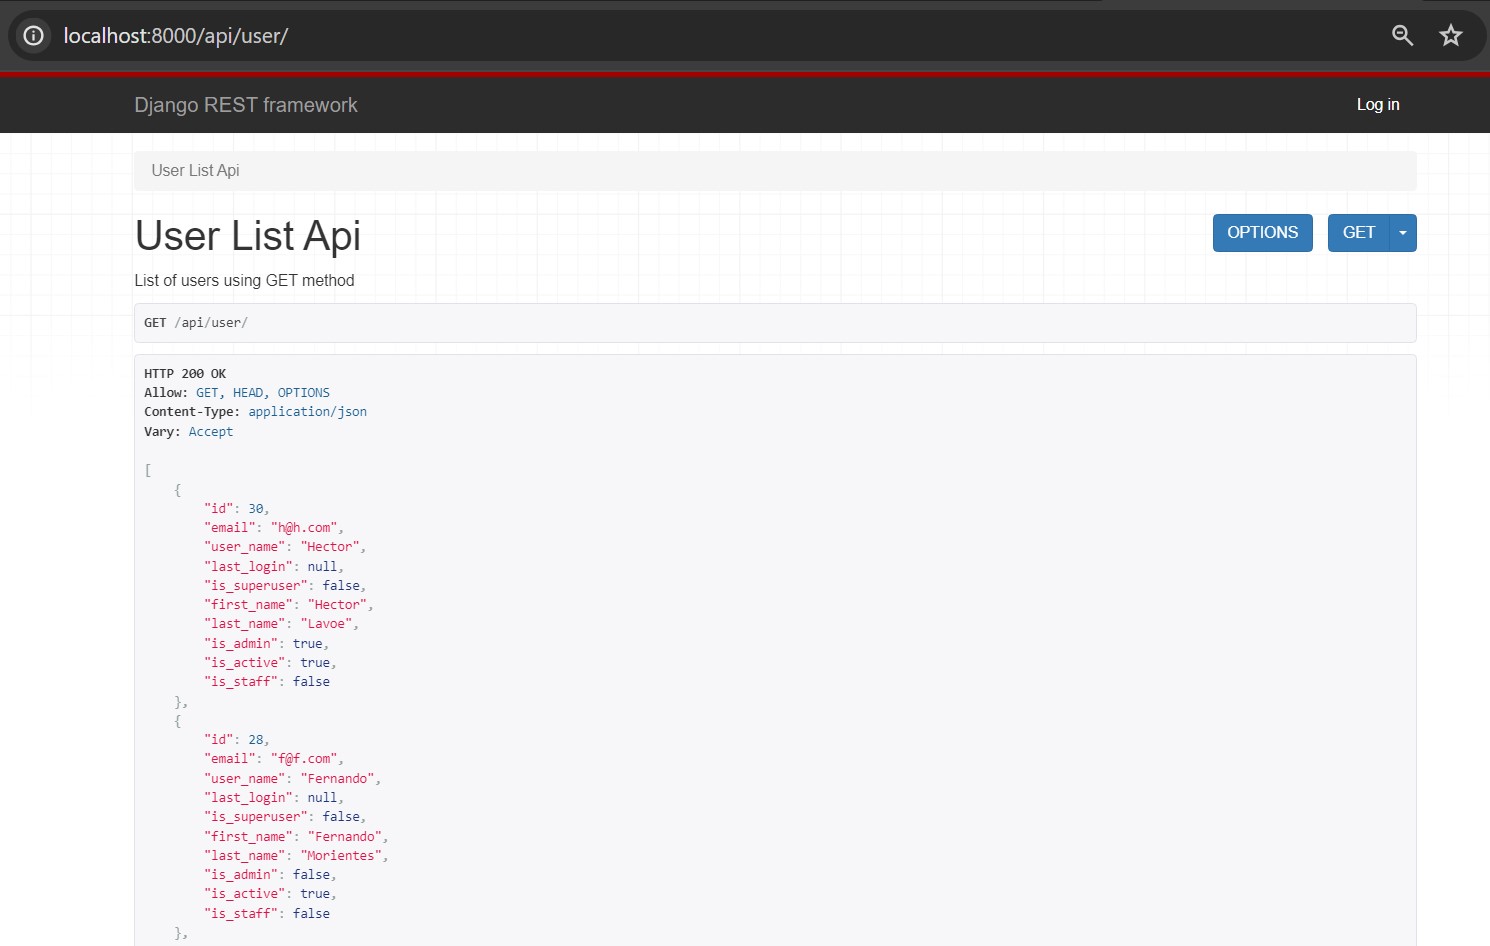 localhost:8000/api/user/
Django REST framework
Log in
User List Api
User List Api
OPTIONS
GET
List of users using GET method
GET /api/user/
HTTP 200 OK
Allow: GET, HEAD, OPTIONS
Content-Type: application/json
Vary: Accept
[
    {
        "id": 30,
        "email": "h@h.com",
        "user_name": "Hector",
        "last_login": null,
        "is_superuser": false,
        "first_name": "Hector",
        "last_name": "Lavoe",
        "is_admin": true,
        "is_active": true,
        "is_staff": false
    },
    {
        "id": 28,
        "email": "f@f.com",
        "user_name": "Fernando",
        "last_login": null,
        "is_superuser": false,
        "first_name": "Fernando",
        "last_name": "Morientes",
        "is_admin": false,
        "is_active": true,
        "is_staff": false
    },